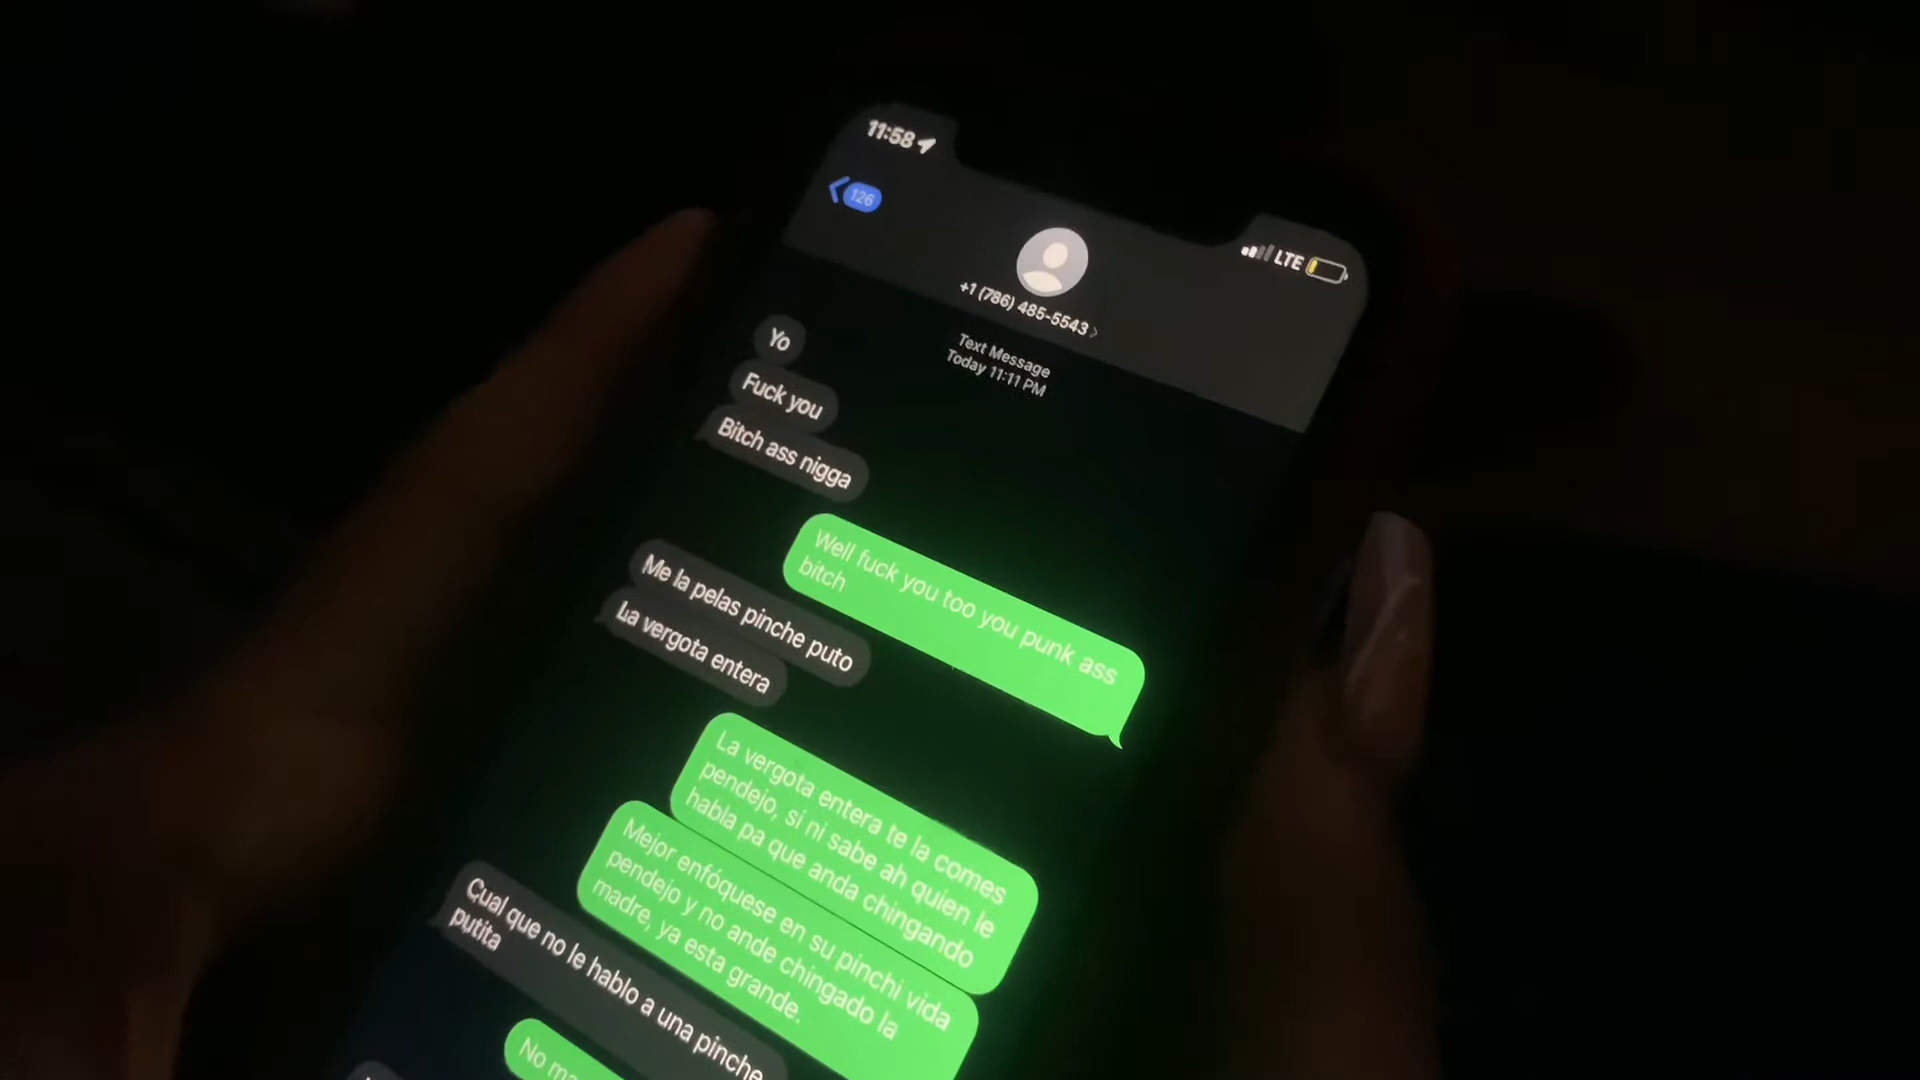 11:58
126
LTE
+1 (786) 485-5543
Text Message
Today 11:11 PM
Yo
Fuck you
Bitch ass nigga
Well fuck you too you punk ass
bitch
Me la pelas pinche puto
La vergota entera
La vergota entera te la comes
pendejo, si ni sabe ah quien le
habla pa que anda chingando
Mejor enfóquese en su pinchi vida
pendejo y no ande chingado la
madre, ya esta grande.
Cual que no le hablo a una pinche
putita
No